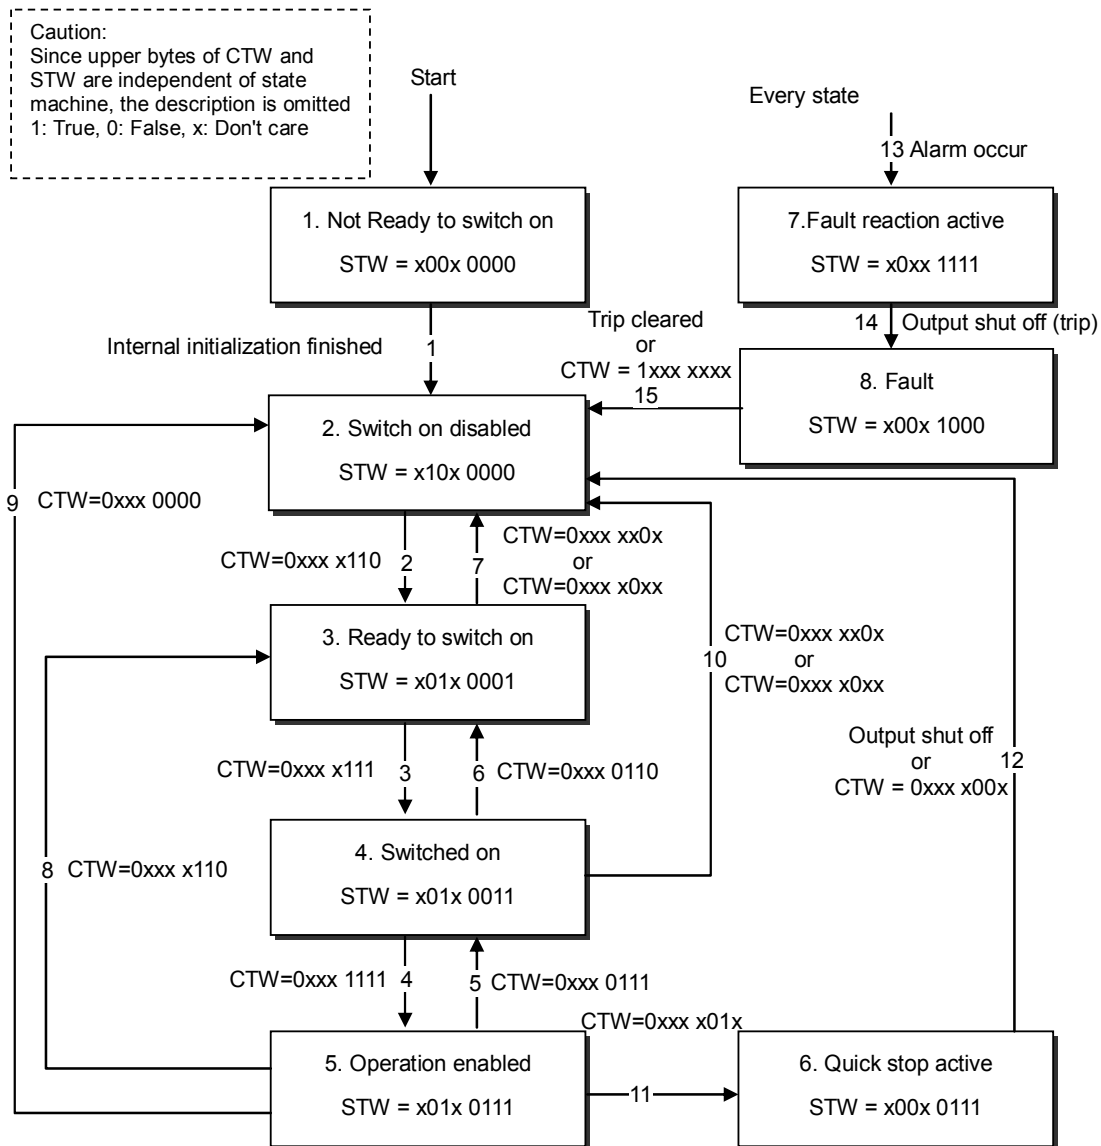 Caution:
Since upper bytes of CTW and
STW are independent of state
machine, the description is omitted
1: True, 0: False, x: Don't care
Start
Every state
13 Alarm occur
1. Not Ready to switch on
STW = x00x 0000
7.Fault reaction active
STW = x0xx 1111
Internal initialization finished
1
14
Output shut off (trip)
Trip cleared
or
CTW = 1xxx xxxx
15
8. Fault
STW = x00x 1000
2. Switch on disabled
STW = x10x 0000
9
CTW=0xxx 0000
CTW=0xxx x110
2
7
CTW=0xxx xx0x
or
CTW=0xxx x0xx
3. Ready to switch on
STW = x01x 0001
10
CTW=0xxx xx0x
or
CTW=0xxx x0xx
CTW=0xxx x111
3
6
CTW=0xxx 0110
Output shut off
or
CTW = 0xxx x00x
12
4. Switched on
STW = x01x 0011
8
CTW=0xxx x110
CTW=0xxx 1111
4
5
CTW=0xxx 0111
CTW=0xxx x01x
5. Operation enabled
STW = x01x 0111
11
6. Quick stop active
STW = x00x 0111